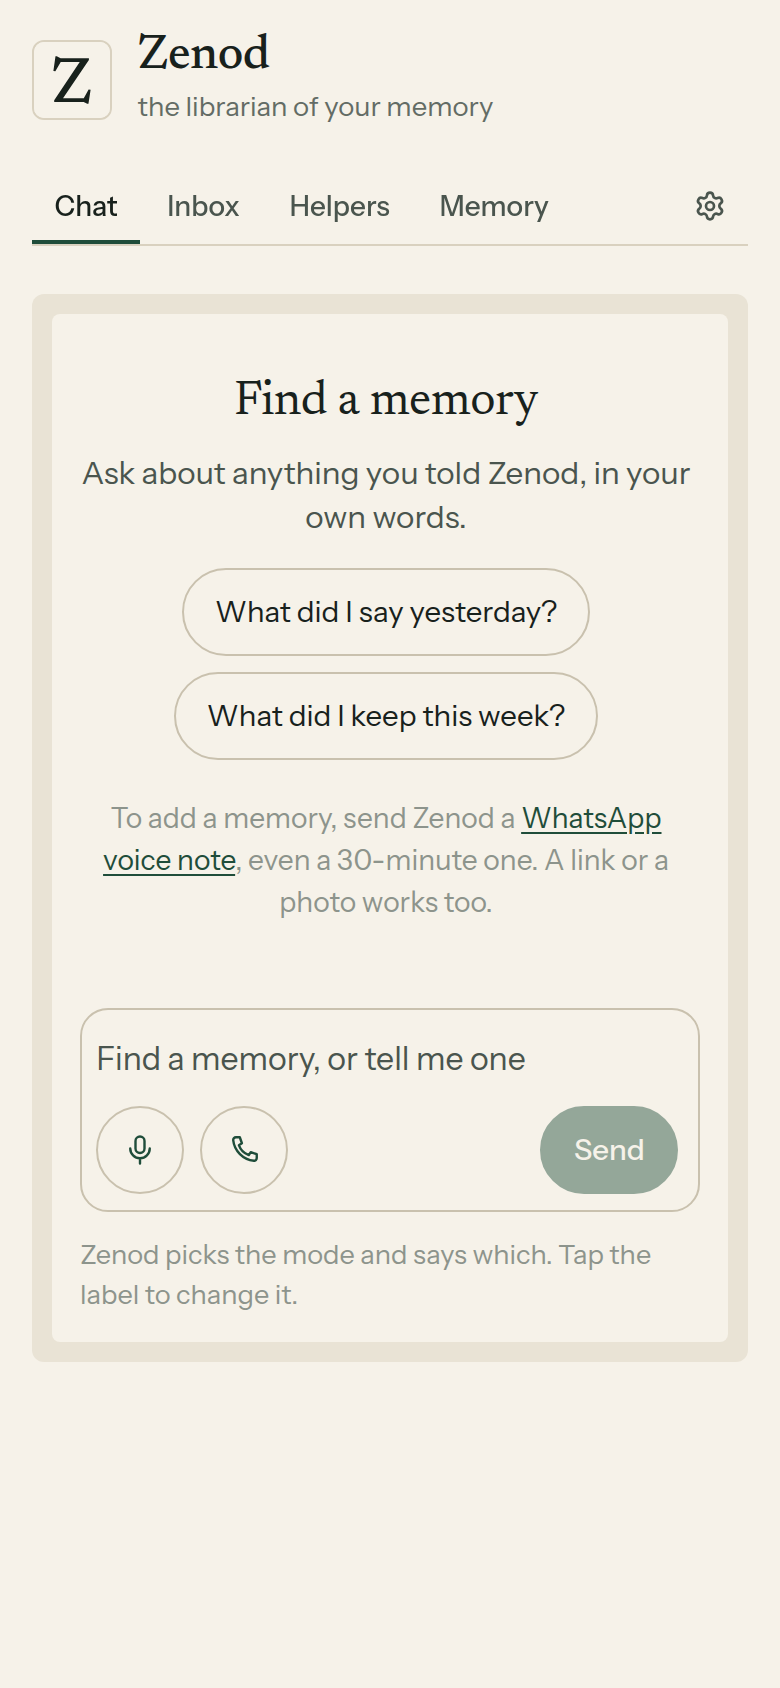 Z
Zenod
the librarian of your memory
Chat Inbox Helpers Memory
Find a memory
Ask about anything you told Zenod, in your
own words.
What did I say yesterday?
What did I keep this week?
To add a memory, send Zenod a WhatsApp
voice note, even a 30-minute one. A link or a
photo works too.
Find a memory, or tell me one
Send
Zenod picks the mode and says which. Tap the
label to change it.